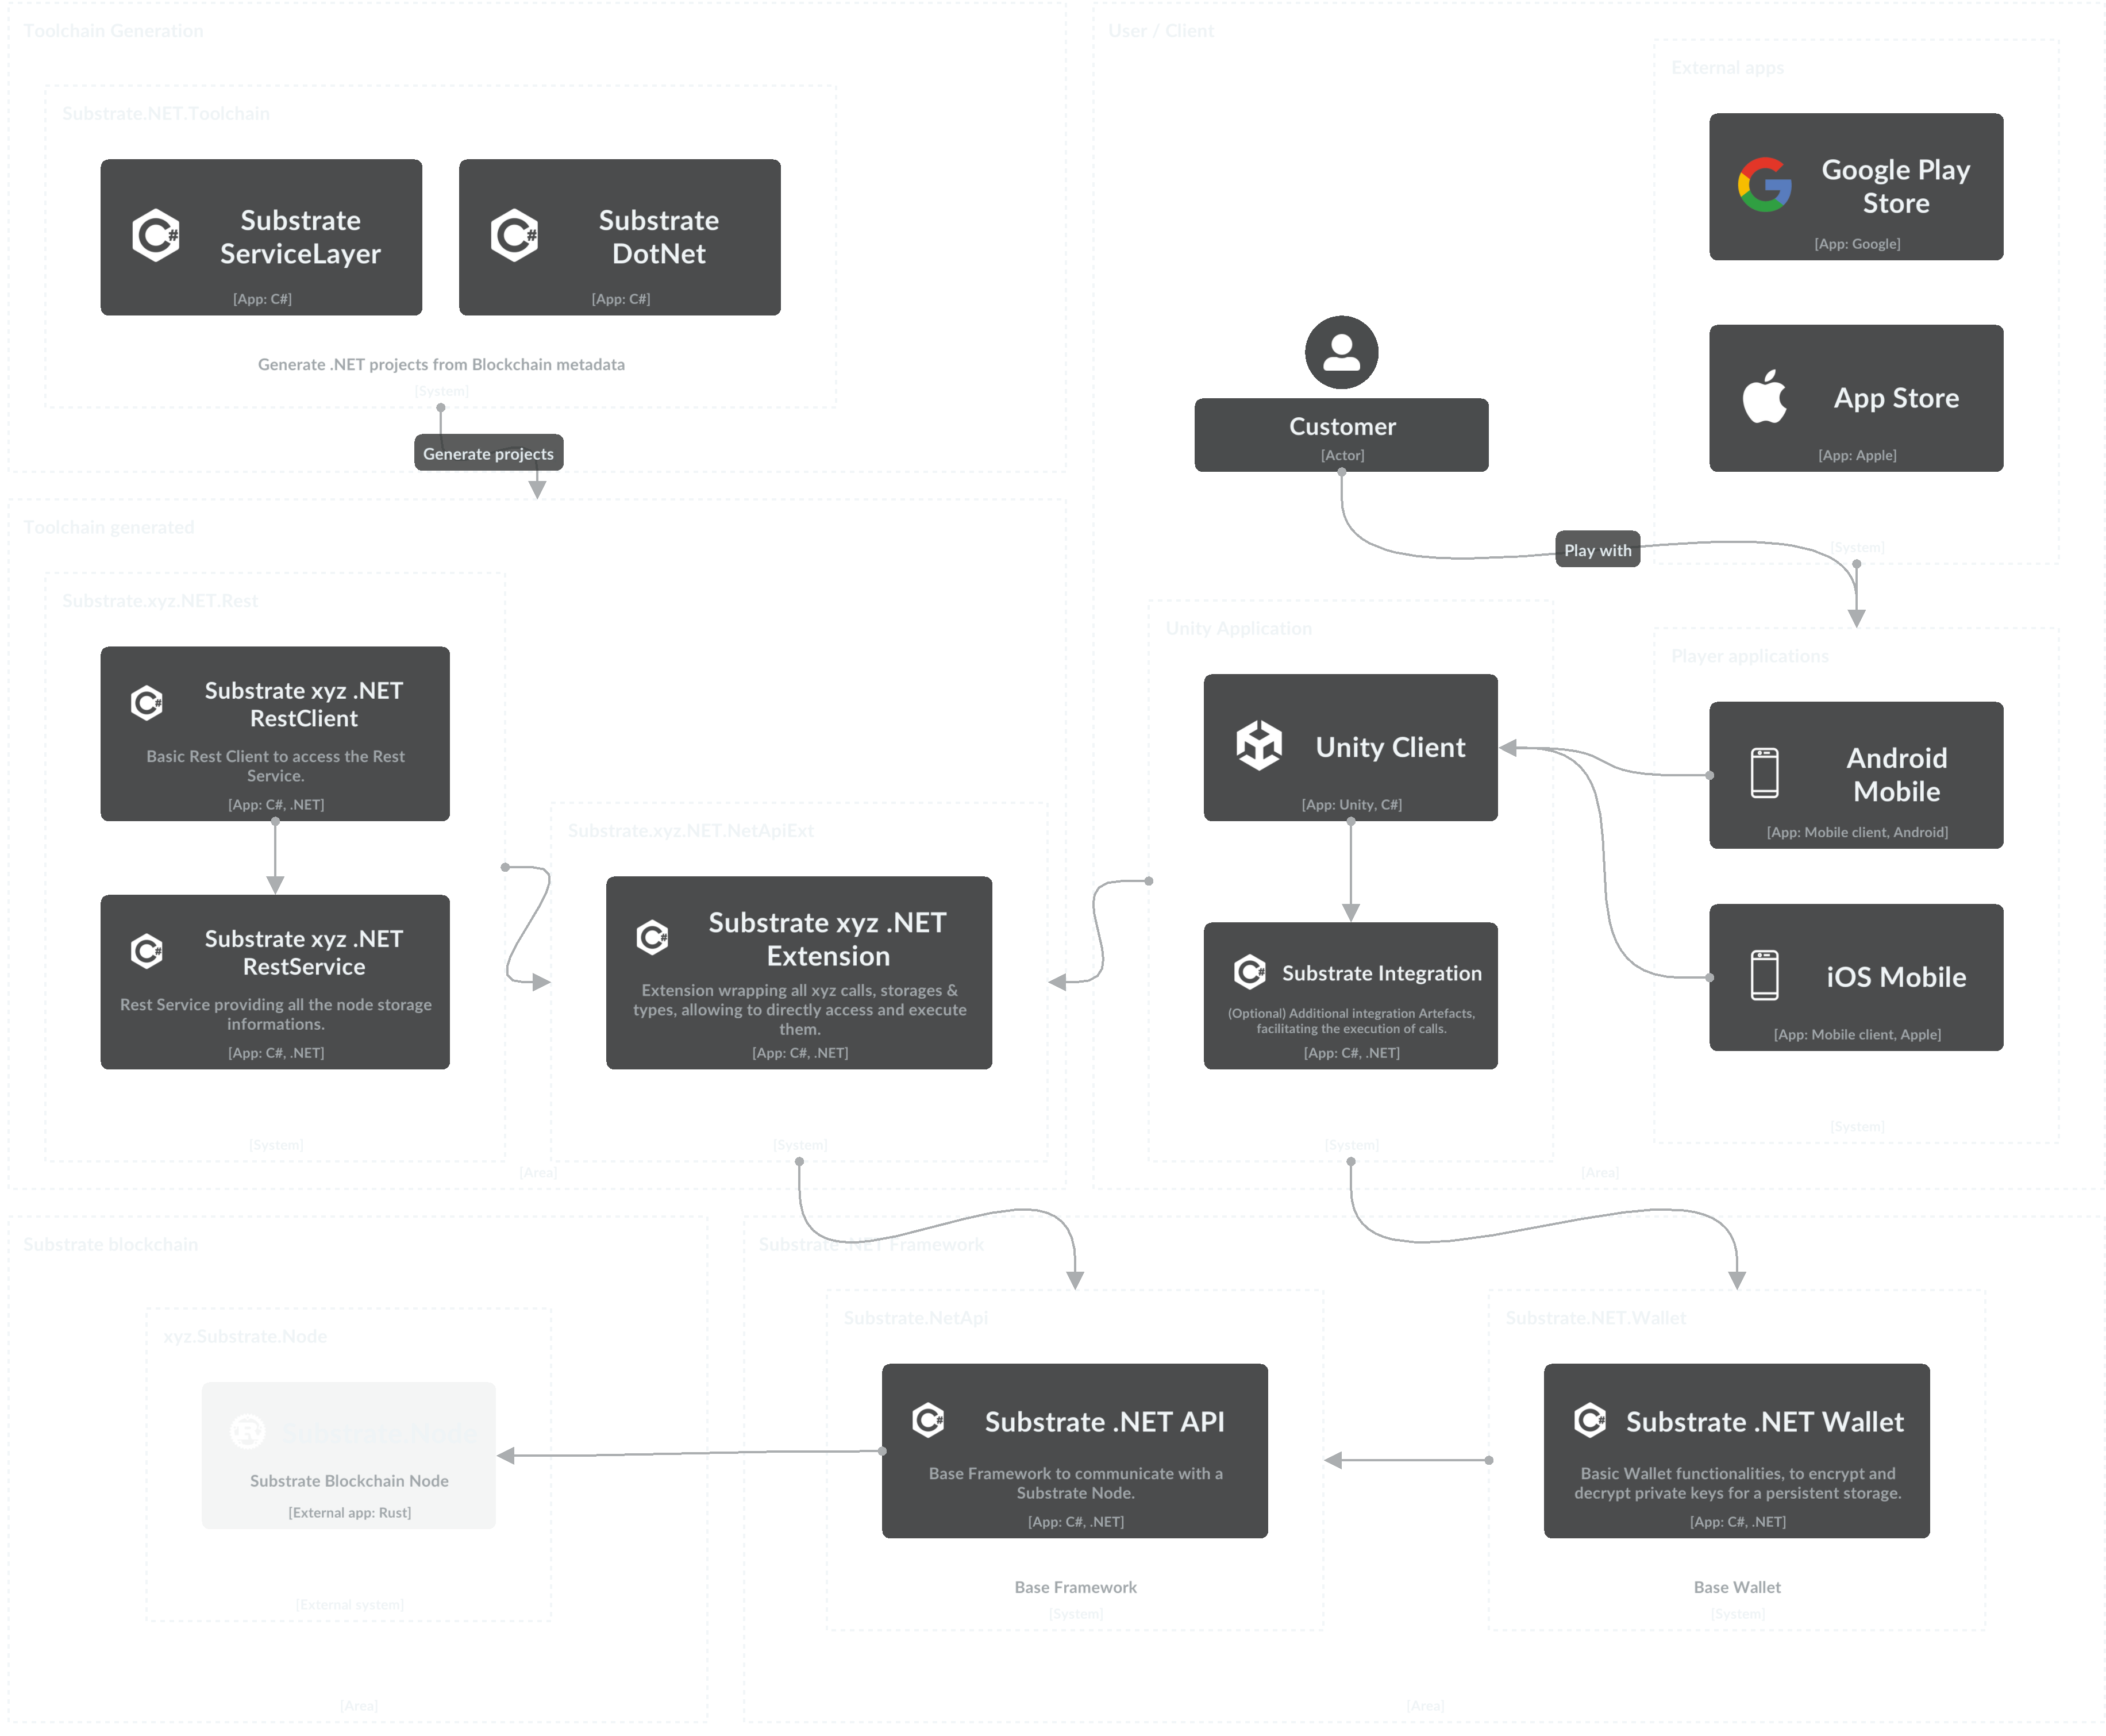 Toolchain Generation
Substrate.NET.Toolchain
Substrate
ServiceLayer
[App: C#]
Substrate
DotNet
[App: C#]
Generate .NET projects from Blockchain metadata
[System]
Generate projects
User / Client
External apps
Google Play
Store
[App: Google]
App Store
[App: Apple]
[System]
Customer
[Actor]
Play with
Toolchain generated
Substrate.xyz.NET.Rest
Substrate xyz .NET
RestClient
Basic Rest Client to access the Rest
Service.
[App: C#, .NET]
Substrate xyz .NET
RestService
Rest Service providing all the node storage
informations.
[App: C#, .NET]
[System]
Substrate.xyz.NET.NetApiExt
Substrate xyz .NET
Extension
Extension wrapping all xyz calls, storages &
types, allowing to directly access and execute
them.
[App: C#, .NET]
[System]
[Area]
Unity Application
Unity Client
[App: Unity, C#]
Substrate Integration
(Optional) Additional integration Artefacts,
facilitating the execution of calls.
[App: C#, .NET]
[System]
Player applications
Android
Mobile
[App: Mobile client, Android]
iOS Mobile
[App: Mobile client, Apple]
[System]
[Area]
Substrate blockchain
xyz.Substrate.Node
Substrate.Node
Substrate Blockchain Node
[External app: Rust]
[External system]
[Area]
Substrate .NET Framework
Substrate.NetApi
Substrate .NET API
Base Framework to communicate with a
Substrate Node.
[App: C#, .NET]
Base Framework
[System]
Substrate.NET.Wallet
Substrate .NET Wallet
Basic Wallet functionalities, to encrypt and
decrypt private keys for a persistent storage.
[App: C#, .NET]
Base Wallet
[System]
[Area]